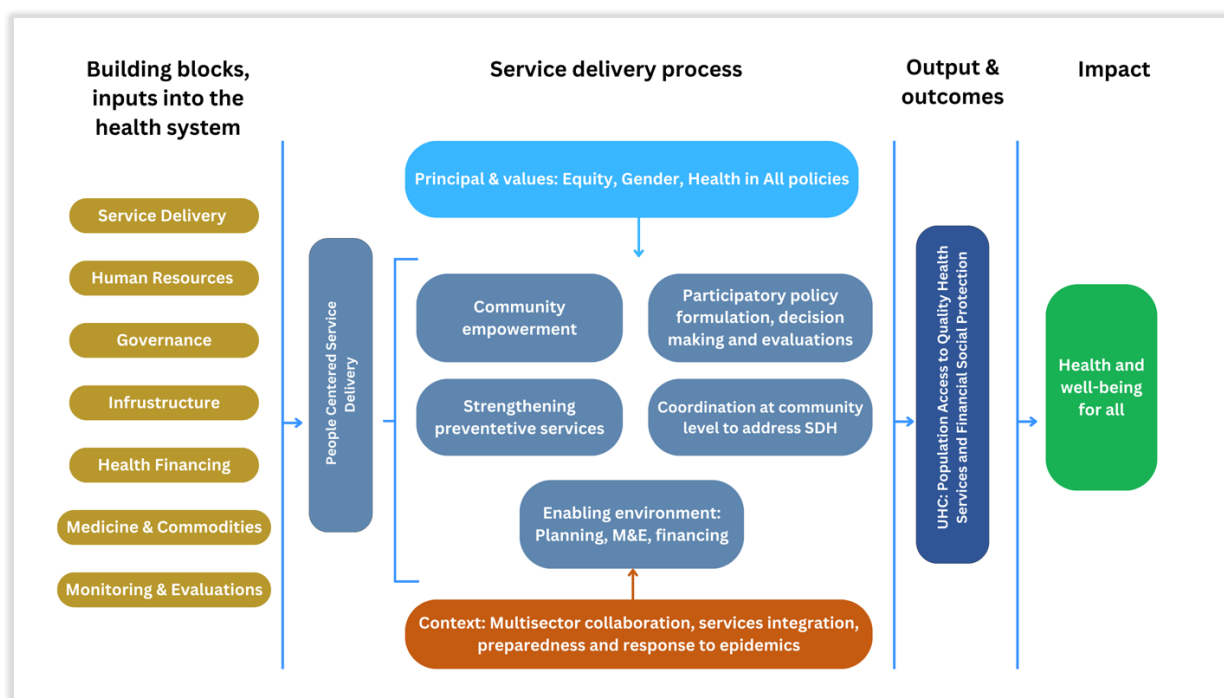 Building blocks,
inputs into the
health system
Service delivery process
Output &
outcomes
Impact
Service Delivery
Human Resources
Governance
Infrustructure
Health Financing
Medicine & Commodities
Monitoring & Evaluations
People Centered Service
Delivery
Principal & values: Equity, Gender, Health in All policies
Community
empowerment
Participatory policy
formulation, decision
making and evaluations
Strengthening
preventetive services
Coordination at community
level to address SDH
Enabling environment:
Planning, M&E, financing
Context: Multisector collaboration, services integration,
preparedness and response to epidemics
UHC: Population Access to Quality Health
Services and Financial Social Protection
Health and
well-being
for all